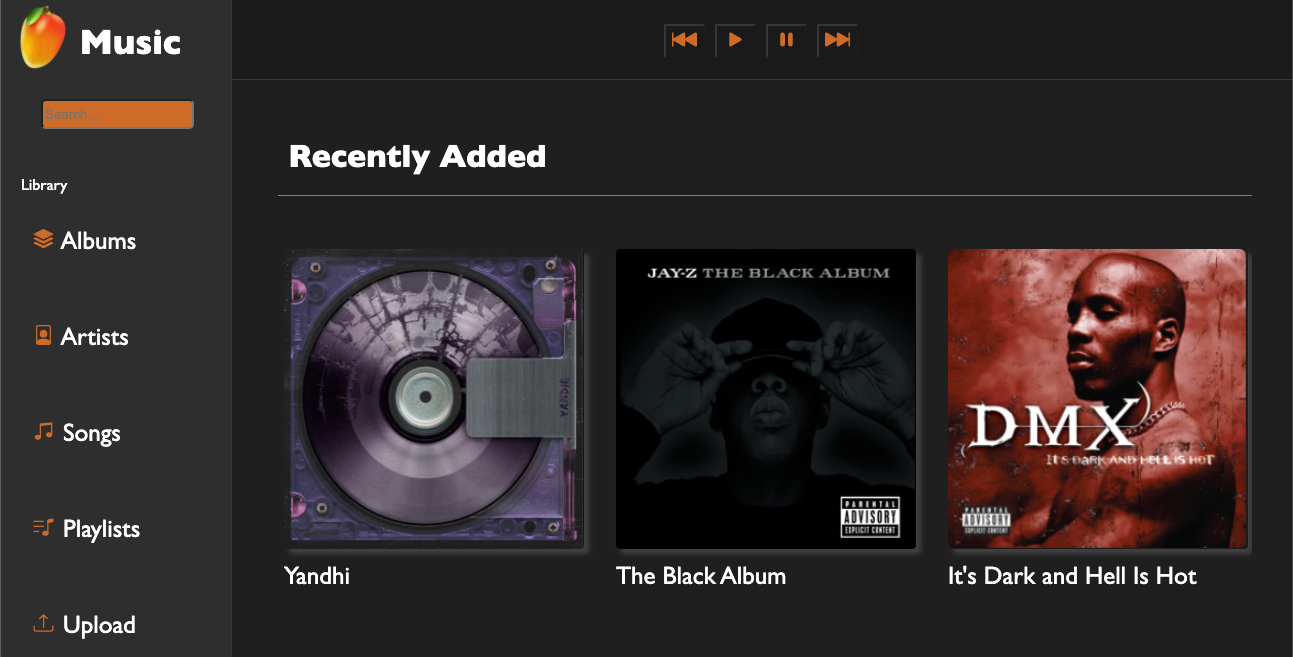 Music
Search...
Library
Albums
Artists
Songs
Playlists
Upload
Recently Added
YANDHI
Yandhi
JAY-Z THE BLACK ALBUM
PARENTAL
ADVISORY
EXPLICIT CONTENT
The Black Album
DMX
IT'S DARK AND HELL IS HOT
PARENTAL
ADVISORY
EXPLICIT CONTENT
It's Dark and Hell Is Hot